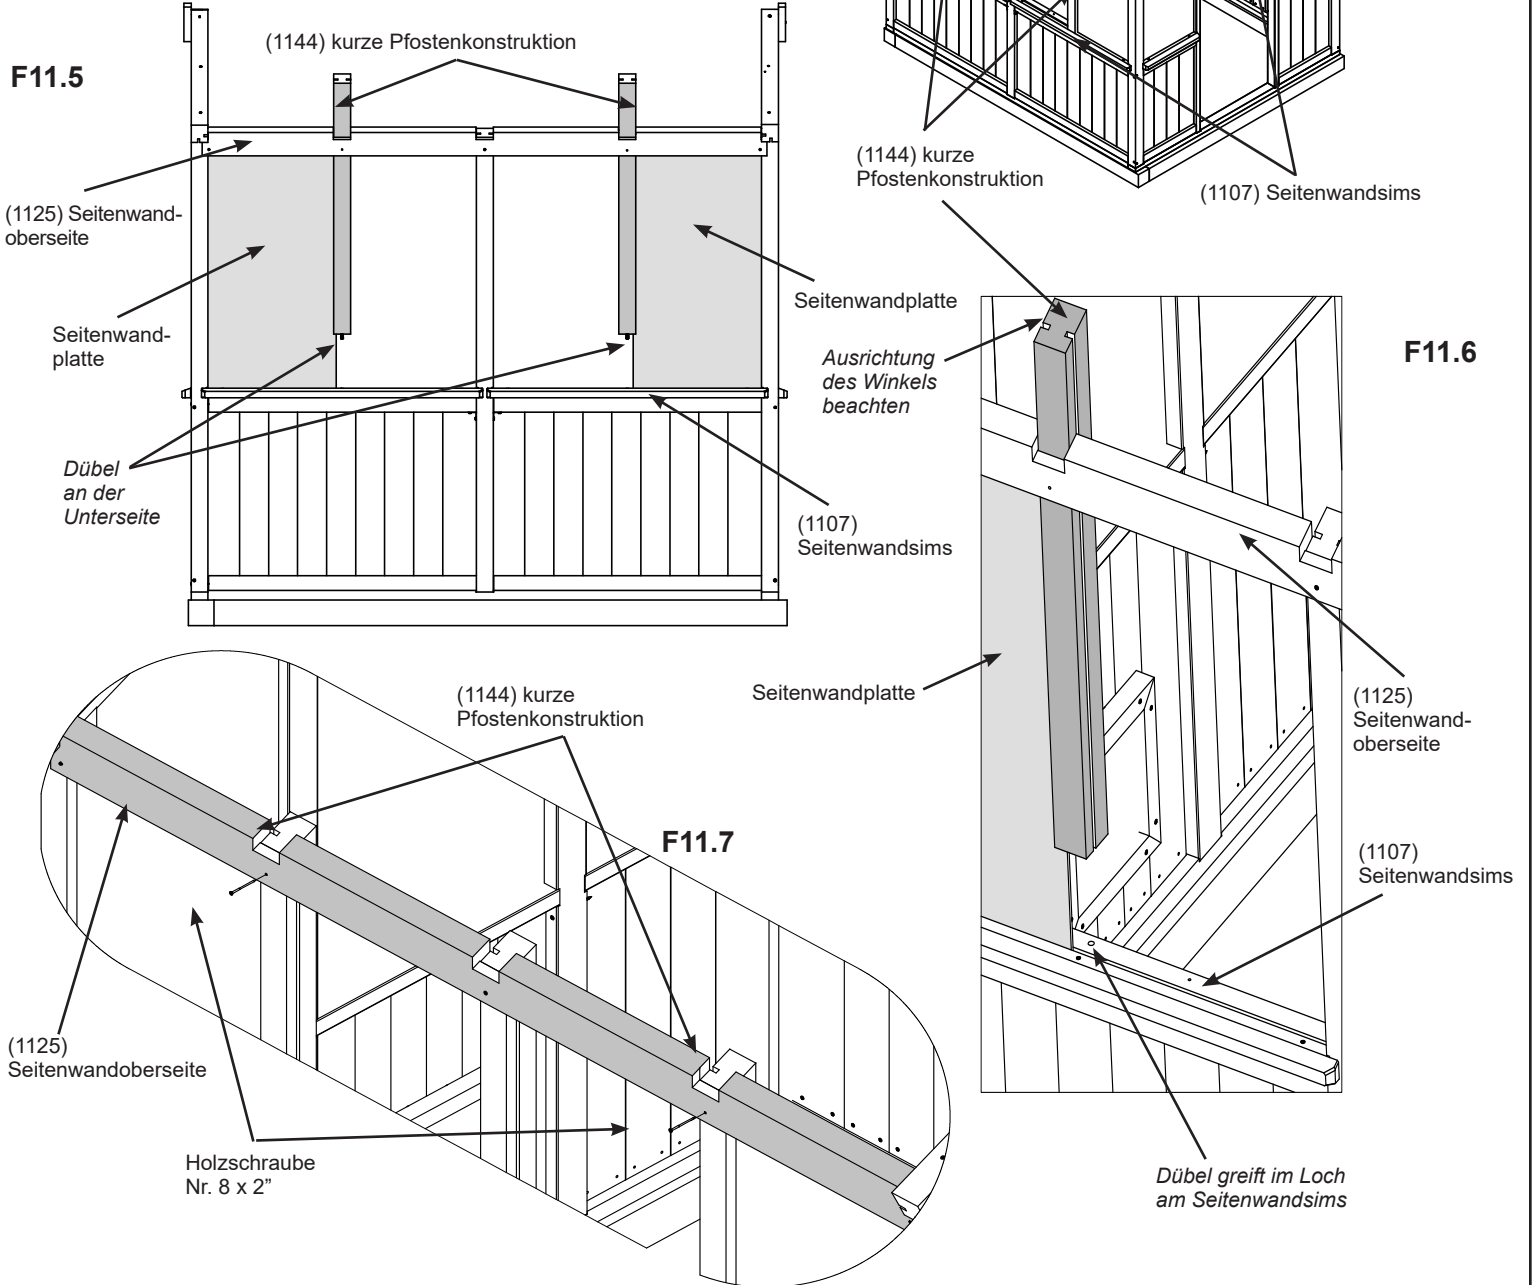 F11.5
(1144) kurze Pfostenkonstruktion
(1125) Seitenwand-
oberseite
Seitenwand-
platte
Seitenwandplatte
Dübel
an der
Unterseite
(1107)
Seitenwandsims
(1144) kurze
Pfostenkonstruktion
(1107) Seitenwandsims
F11.6
Ausrichtung
des Winkels
beachten
Seitenwandplatte
(1125)
Seitenwand-
oberseite
(1107)
Seitenwandsims
Dübel greift im Loch
am Seitenwandsims
(1144) kurze
Pfostenkonstruktion
F11.7
(1125)
Seitenwandoberseite
Holzschraube
Nr. 8 x 2”